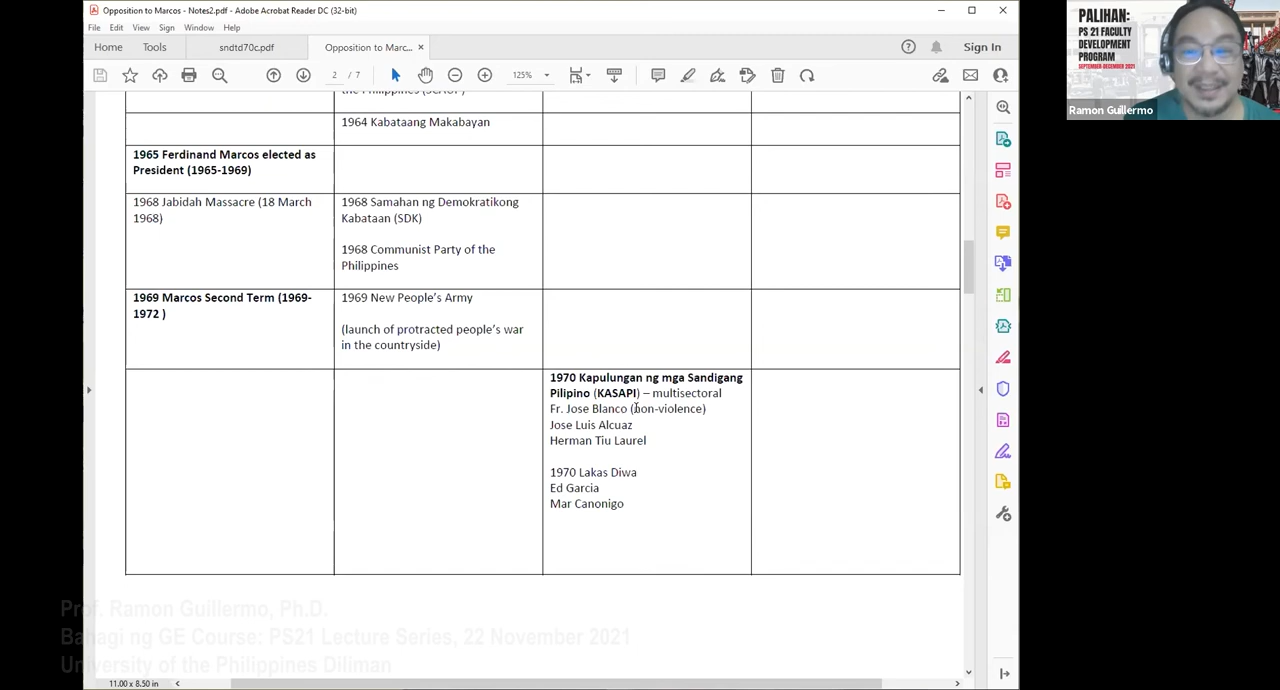 Opposition to Marcos - Notes2.pdf - Adobe Acrobat Reader DC (32-bit)
File Edit View Sign Window Help
Home Tools sndtd70c.pdf Opposition to Marc... × Sign In
2 / 7 125%
1964 Kabataang Makabayan
1965 Ferdinand Marcos elected as
President (1965-1969)
1968 Jabidah Massacre (18 March
1968)
1968 Samahan ng Demokratikong
Kabataan (SDK)
1968 Communist Party of the
Philippines
1969 Marcos Second Term (1969-
1972 )
1969 New People's Army
(launch of protracted people's war
in the countryside)
1970 Kapulungan ng mga Sandigang
Pilipino (KASAPI) – multisectoral
Fr. Jose Blanco (non-violence)
Jose Luis Alcuaz
Herman Tiu Laurel
1970 Lakas Diwa
Ed Garcia
Mar Canonigo
Prof. Ramon Guillermo, Ph.D.
Bahagi ng GE Course: PS21 Lecture Series, 22 November 2021
University of the Philippines Diliman
11.00 x 8.50 in
PALIHAN:
PS 21 FACULTY
DEVELOPMENT
PROGRAM
SEPTEMBER-DECEMBER 2021
Ramon Guillermo